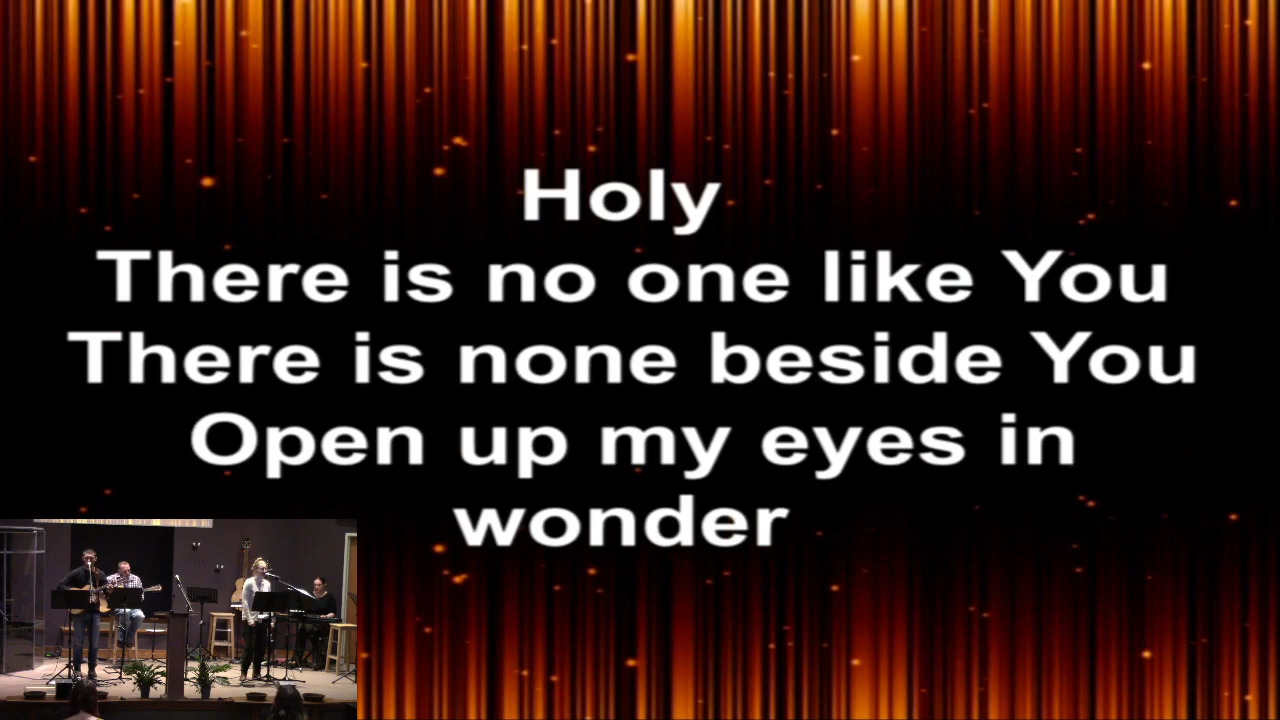 Holy
There is no one like You
There is none beside You
Open up my eyes in
wonder